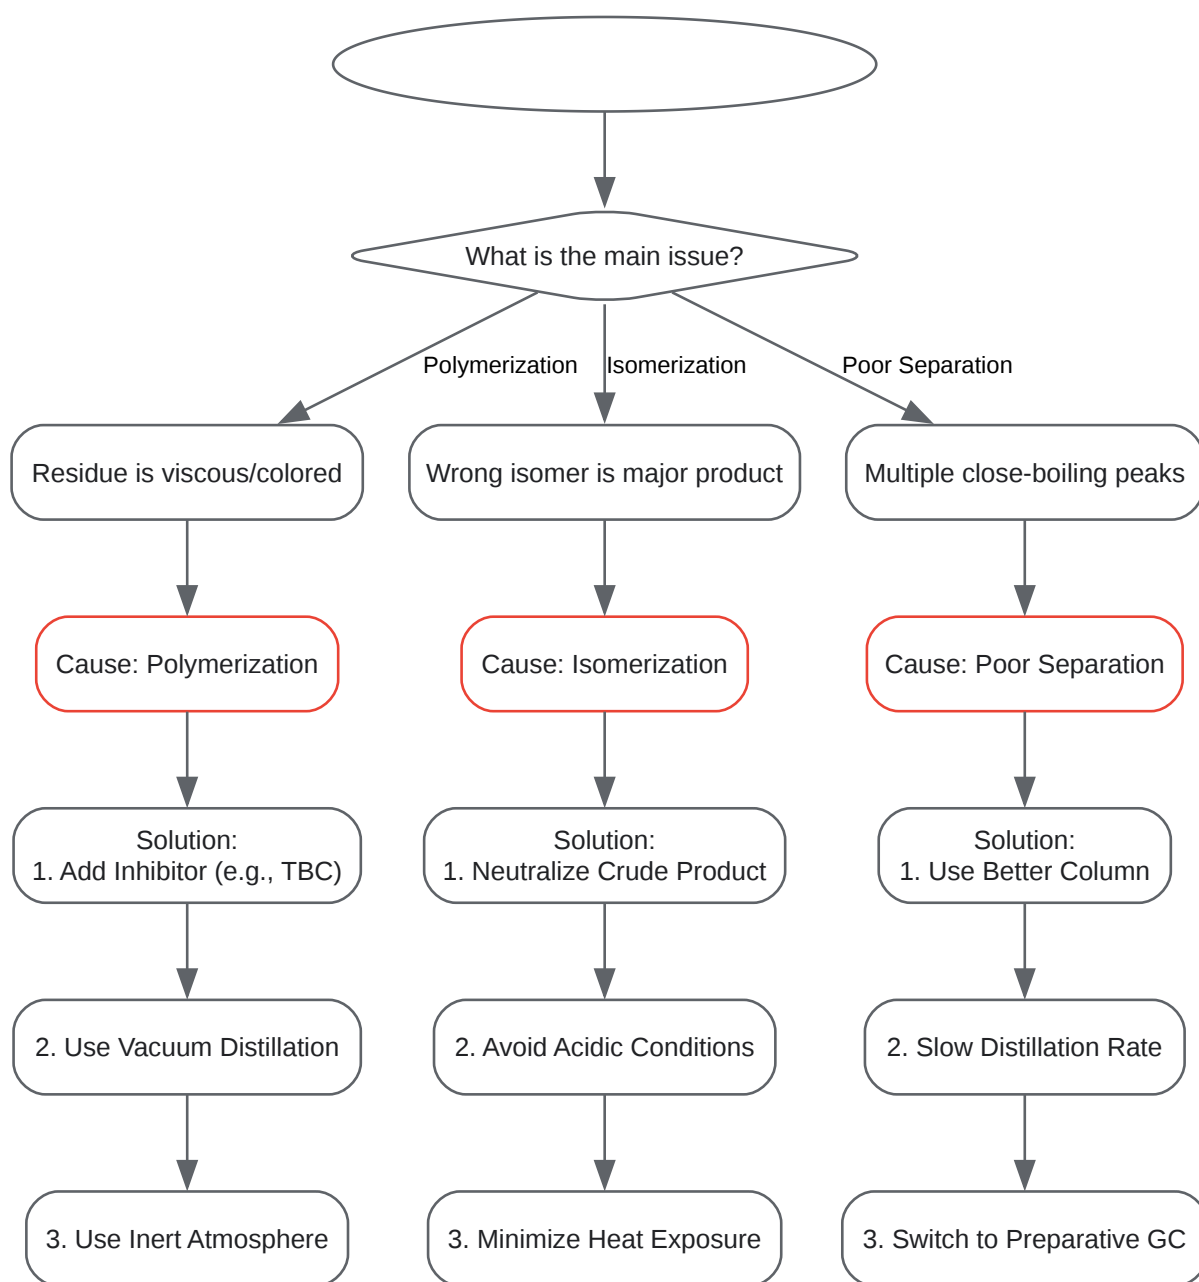 What is the main issue?
Polymerization
Isomerization
Poor Separation
Residue is viscous/colored
Wrong isomer is major product
Multiple close-boiling peaks
Cause: Polymerization
Cause: Isomerization
Cause: Poor Separation
Solution:
1. Add Inhibitor (e.g., TBC)
Solution:
1. Neutralize Crude Product
Solution:
1. Use Better Column
2. Use Vacuum Distillation
2. Avoid Acidic Conditions
2. Slow Distillation Rate
3. Use Inert Atmosphere
3. Minimize Heat Exposure
3. Switch to Preparative GC